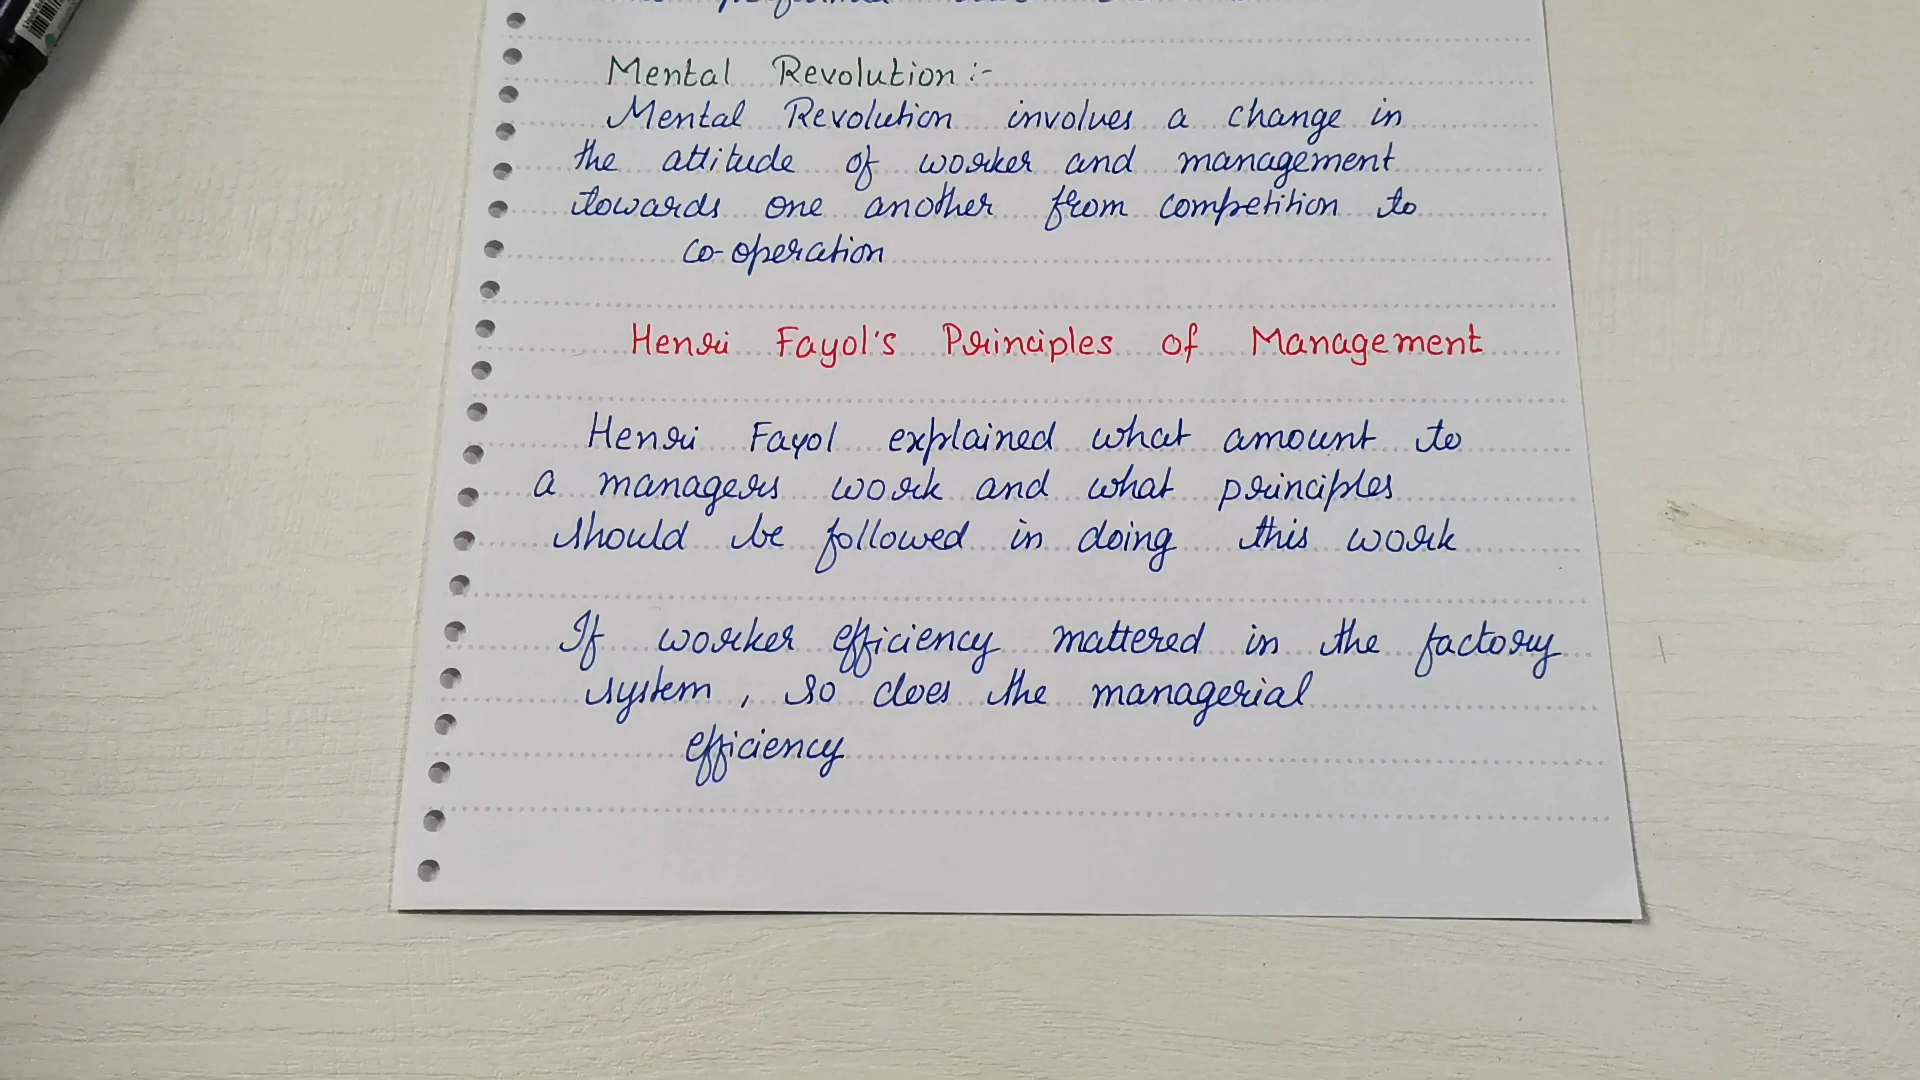 performed
Mental Revolution :-
Mental Revolution involves a change in
the attitude of worker and management
towards one another from competition to
co-operation
Henri Fayol's Principles of Management
Henri Fayol explained what amount to
a managers work and what principles
should be followed in doing this work
If worker efficiency mattered in the factory
system, so does the managerial
efficiency